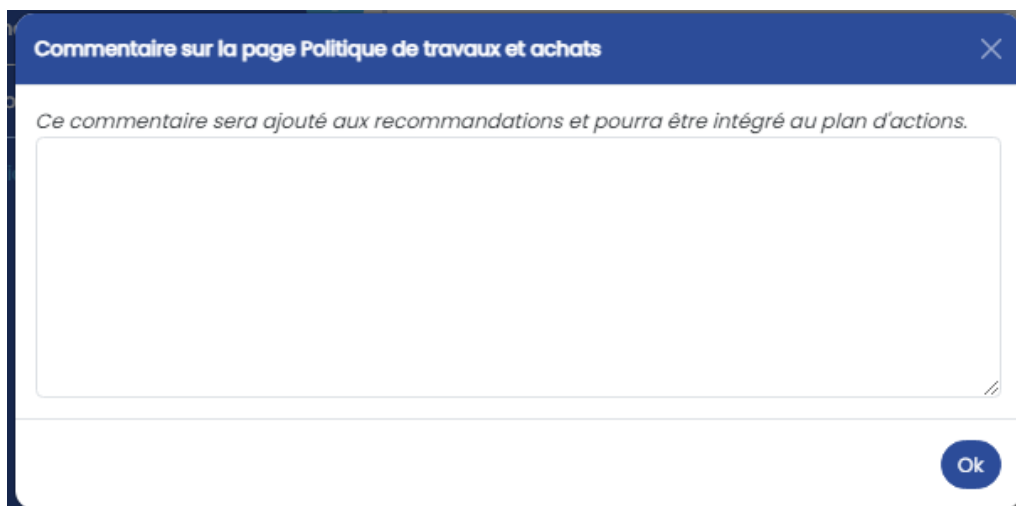 Commentaire sur la page Politique de travaux et achats
Ce commentaire sera ajouté aux recommandations et pourra être intégré au plan d'actions.
Ok